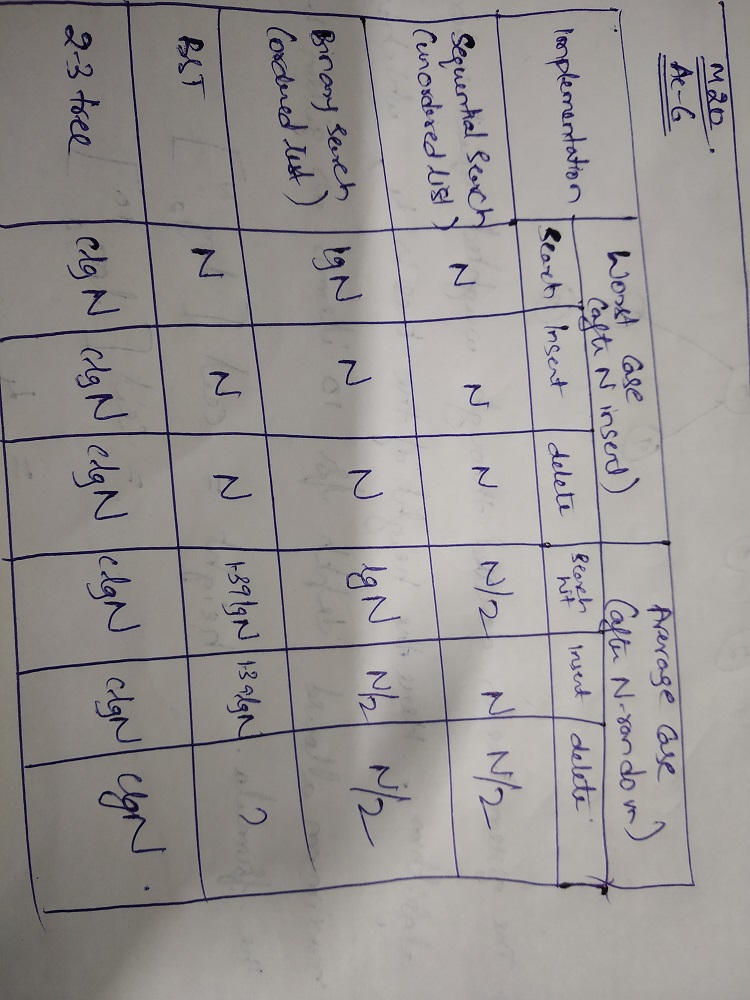 M20.
Ac-6
Implementation
Worst Case
(after N insert)
Average Case
(after N-random)
Search Insert delete Search hit Insert delete
Sequential Search
(unordered list)
N N N N/2 N N/2
Binary Search
(ordered list)
lgN N N lgN N/2 N/2
BST N N N 1.39lgN 1.39lgN ?
2-3 tree clgN clgN clgN clgN clgN clgN.